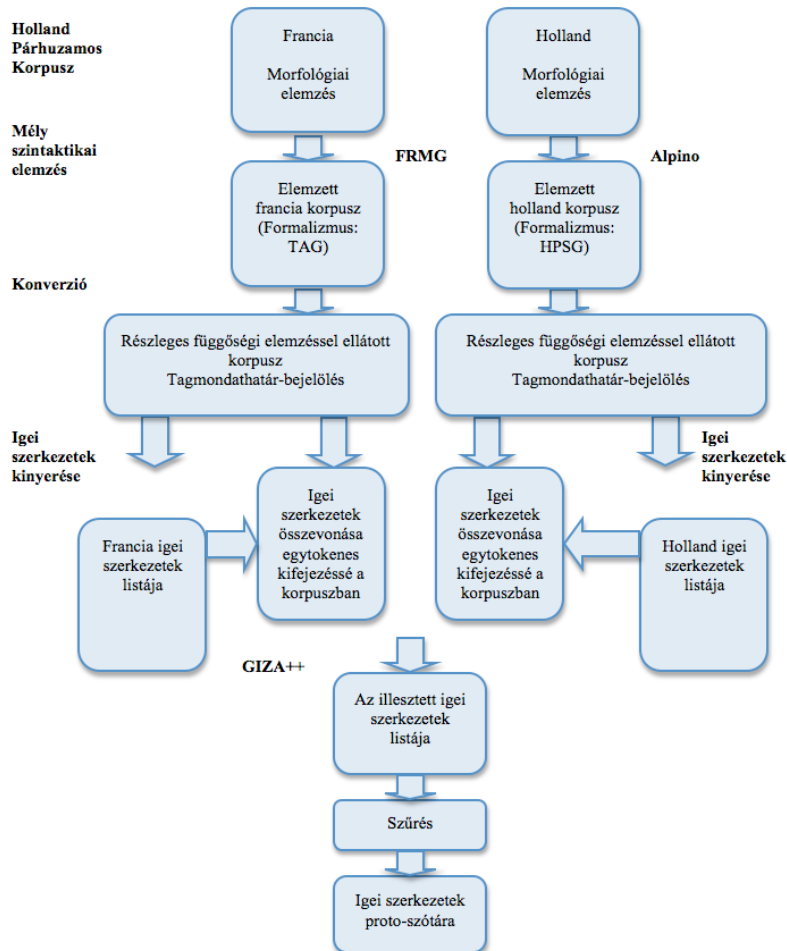 Holland
Párhuzamos
Korpusz
Francia
Morfológiai
elemzés
Holland
Morfológiai
elemzés
Mély
szintaktikai
elemzés
FRMG
Alpino
Elemzett
francia korpusz
(Formalizmus:
TAG)
Elemzett
holland korpusz
(Formalizmus:
HPSG)
Konverzió
Részleges függőségi elemzéssel ellátott
korpusz
Tagmondathatár-bejelölés
Részleges függőségi elemzéssel ellátott
korpusz
Tagmondathatár-bejelölés
Igei
szerkezetek
kinyerése
Igei
szerkezetek
kinyerése
Francia igei
szerkezetek
listája
Igei
szerkezetek
összevonása
egytokenes
kifejezéssé a
korpuszban
Igei
szerkezetek
összevonása
egytokenes
kifejezéssé a
korpuszban
Holland igei
szerkezetek
listája
GIZA++
Az illesztett igei
szerkezetek
listája
Szűrés
Igei szerkezetek
proto-szótára